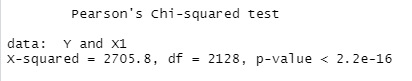 Pearson's Chi-squared test
data: Y and X1
X-squared = 2705.8, df = 2128, p-value < 2.2e-16